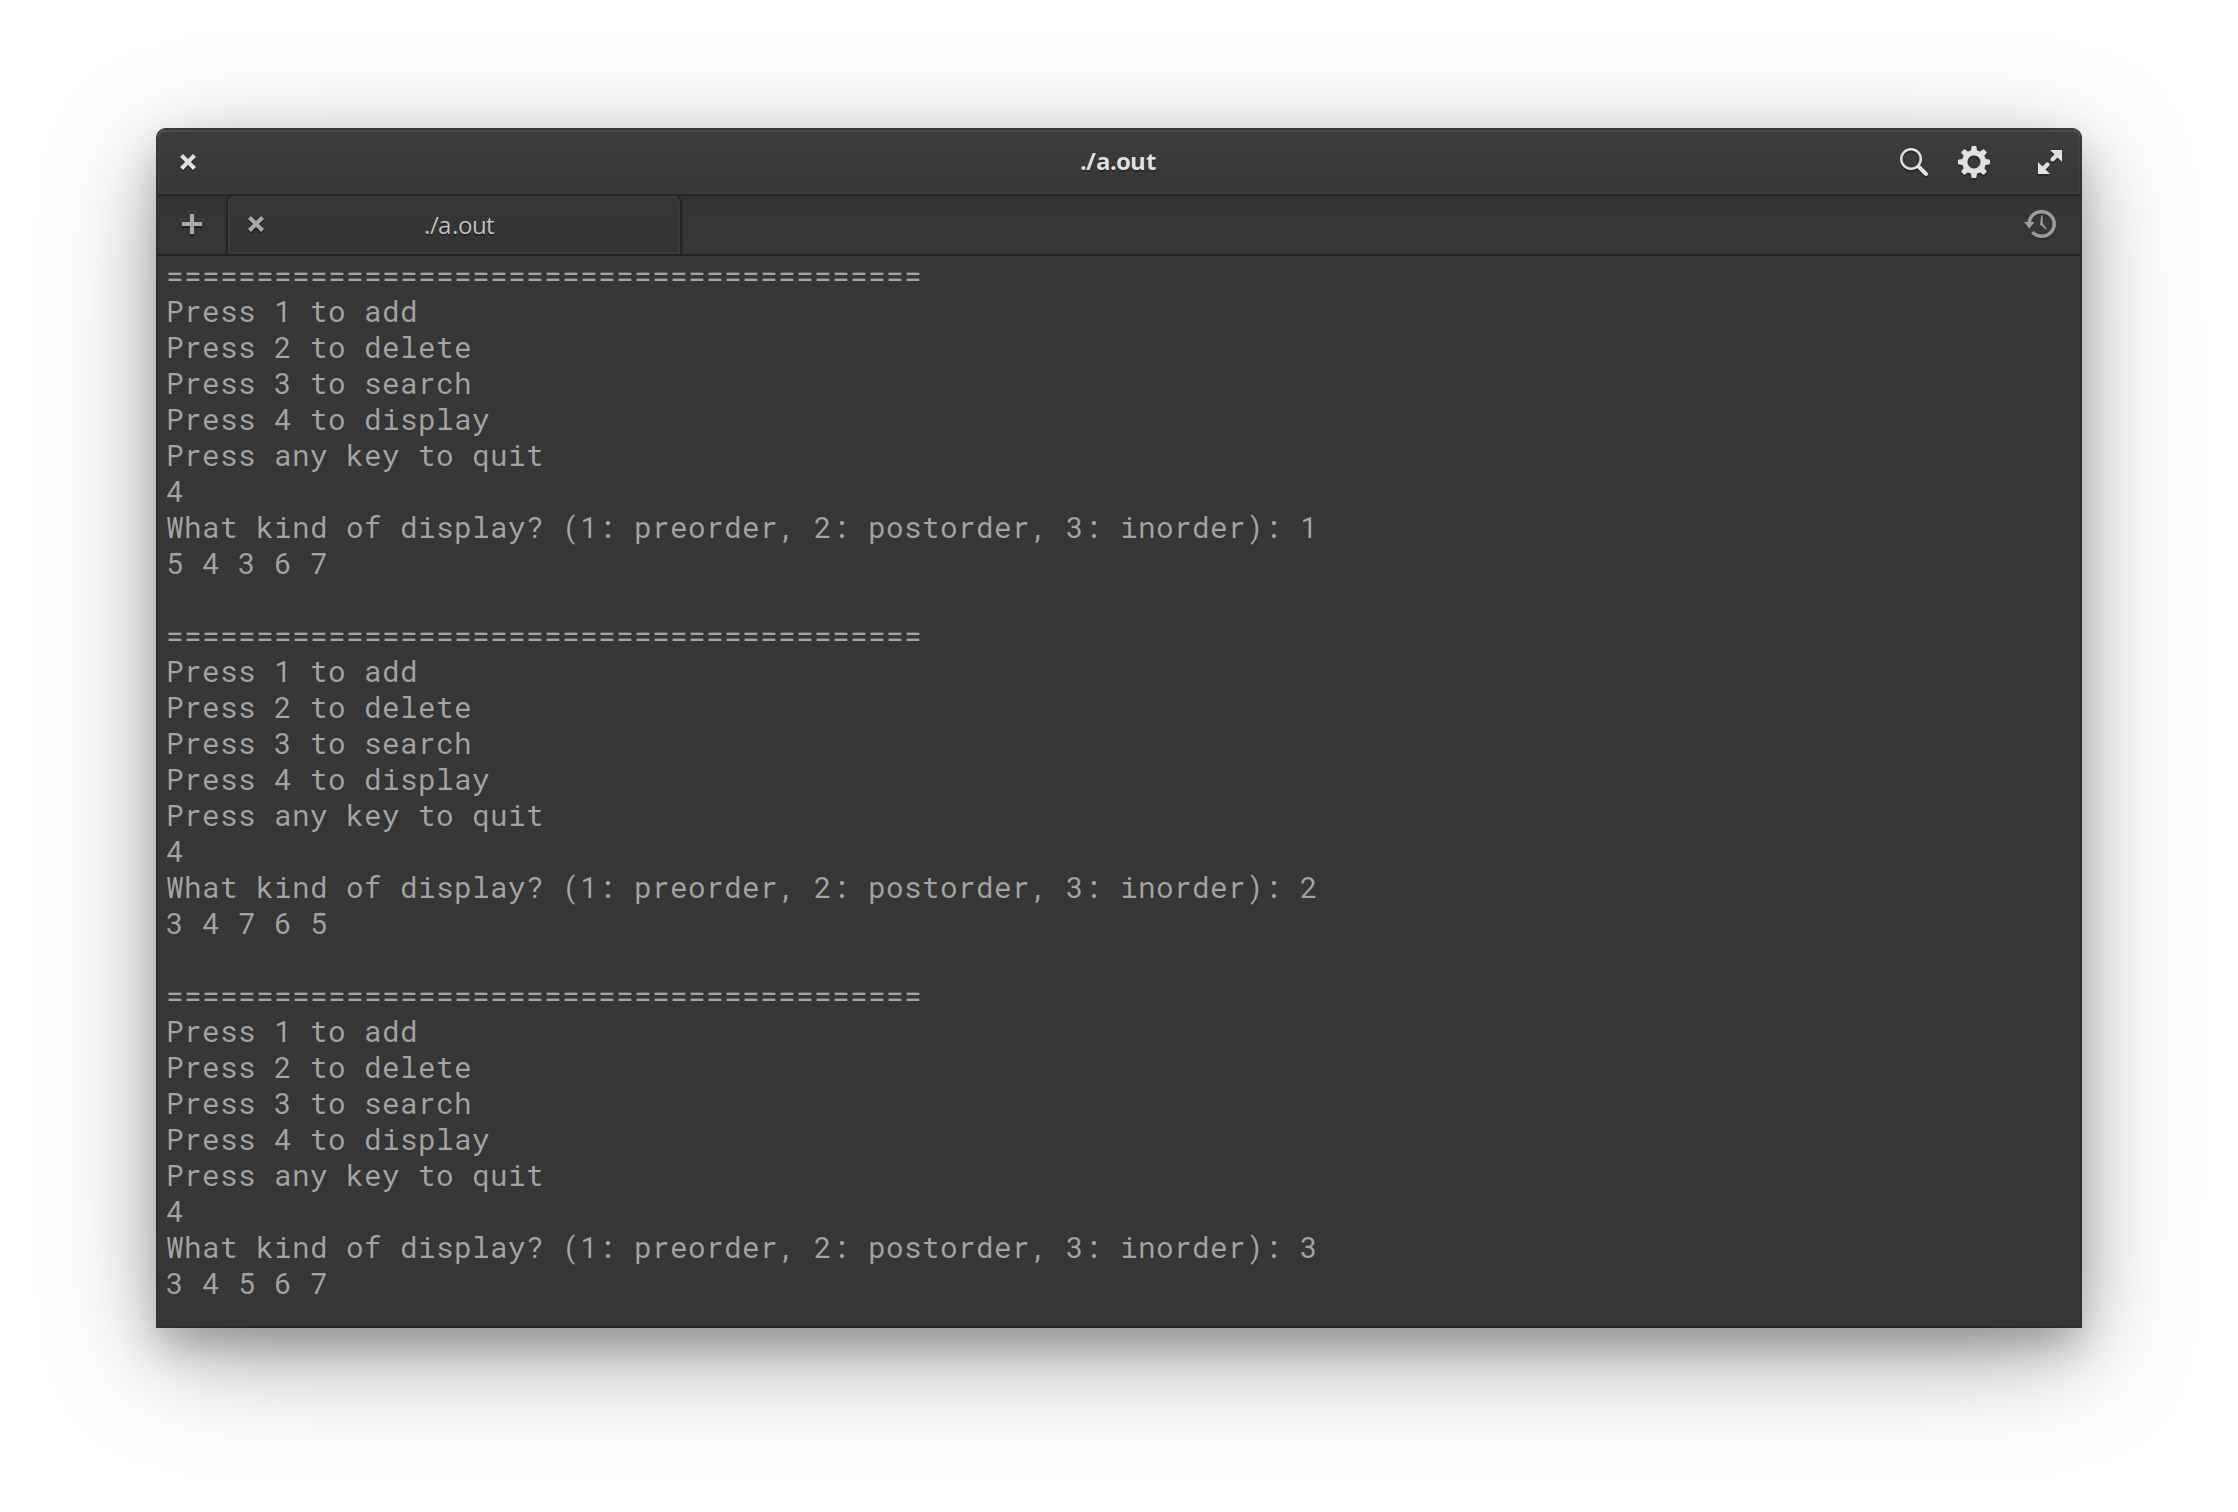 ./a.out
./a.out
==========================================
Press 1 to add
Press 2 to delete
Press 3 to search
Press 4 to display
Press any key to quit
4
What kind of display? (1: preorder, 2: postorder, 3: inorder): 1
5 4 3 6 7
==========================================
Press 1 to add
Press 2 to delete
Press 3 to search
Press 4 to display
Press any key to quit
4
What kind of display? (1: preorder, 2: postorder, 3: inorder): 2
3 4 7 6 5
==========================================
Press 1 to add
Press 2 to delete
Press 3 to search
Press 4 to display
Press any key to quit
4
What kind of display? (1: preorder, 2: postorder, 3: inorder): 3
3 4 5 6 7